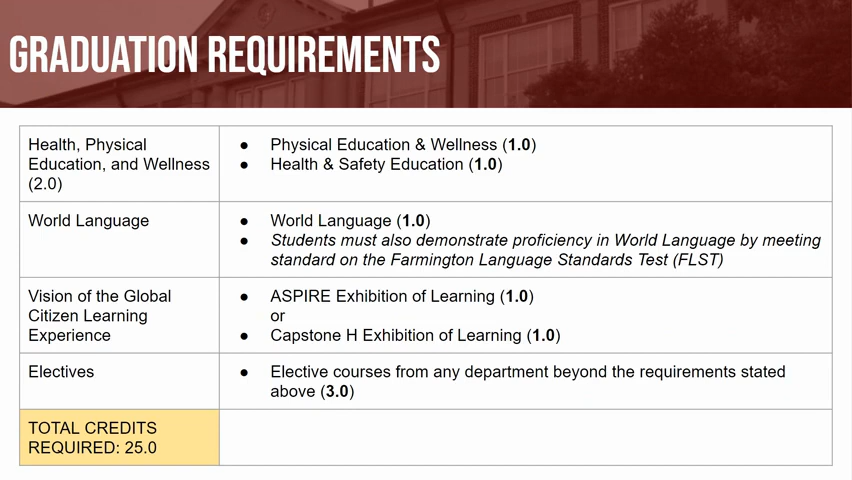 GRADUATION REQUIREMENTS
Health, Physical
Education, and Wellness
(2.0)
● Physical Education & Wellness (1.0)
● Health & Safety Education (1.0)
World Language
● World Language (1.0)
● Students must also demonstrate proficiency in World Language by meeting
standard on the Farmington Language Standards Test (FLST)
Vision of the Global
Citizen Learning
Experience
● ASPIRE Exhibition of Learning (1.0)
or
● Capstone H Exhibition of Learning (1.0)
Electives
● Elective courses from any department beyond the requirements stated
above (3.0)
TOTAL CREDITS
REQUIRED: 25.0